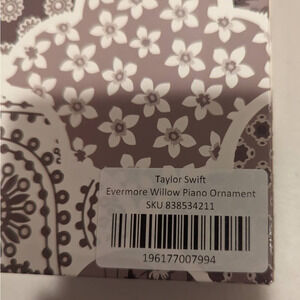 Taylor Swift
Evermore Willow Piano Ornament
SKU 838534211
196177007994